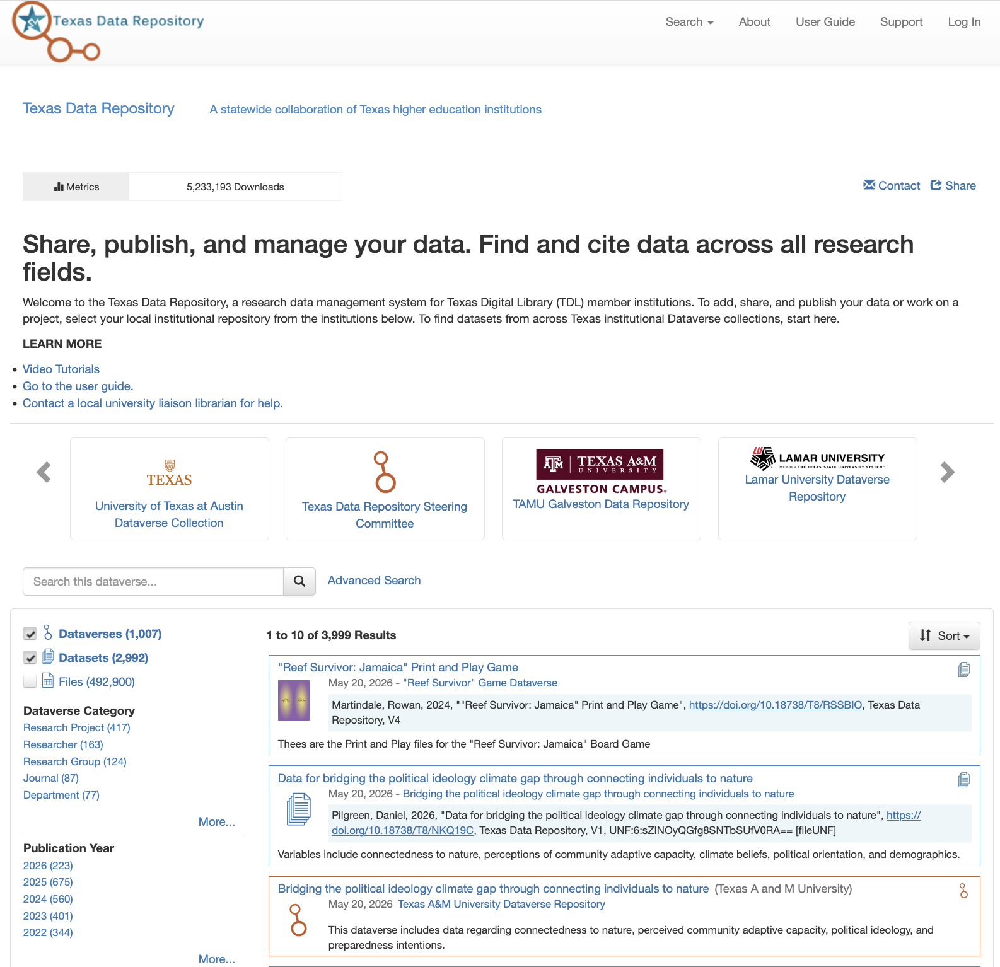 Texas Data Repository
Search
About
User Guide
Support
Log In
Texas Data Repository
A statewide collaboration of Texas higher education institutions
Metrics
5,233,193 Downloads
Contact
Share
Share, publish, and manage your data. Find and cite data across all research
fields.
Welcome to the Texas Data Repository, a research data management system for Texas Digital Library (TDL) member institutions. To add, share, and publish your data or work on a
project, select your local institutional repository from the institutions below. To find datasets from across Texas institutional Dataverse collections, start here.
LEARN MORE
• Video Tutorials
• Go to the user guide.
• Contact a local university liaison librarian for help.
TEXAS
University of Texas at Austin
Dataverse Collection
Texas Data Repository Steering
Committee
ATM TEXAS A&M
UNIVERSITY
GALVESTON CAMPUS®
TAMU Galveston Data Repository
LAMAR UNIVERSITY
MEMBER THE TEXAS STATE UNIVERSITY SYSTEM™
Lamar University Dataverse
Repository
Search this dataverse...
Advanced Search
Dataverses (1,007)
Datasets (2,992)
Files (492,900)
Dataverse Category
Research Project (417)
Researcher (163)
Research Group (124)
Journal (87)
Department (77)
More...
Publication Year
2026 (223)
2025 (675)
2024 (560)
2023 (401)
2022 (344)
More...
1 to 10 of 3,999 Results
Sort
"Reef Survivor: Jamaica" Print and Play Game
May 20, 2026 - "Reef Survivor" Game Dataverse
Martindale, Rowan, 2024, ""Reef Survivor: Jamaica" Print and Play Game", https://doi.org/10.18738/T8/RSSBIO, Texas Data
Repository, V4
Thees are the Print and Play files for the "Reef Survivor: Jamaica" Board Game
Data for bridging the political ideology climate gap through connecting individuals to nature
May 20, 2026 - Bridging the political ideology climate gap through connecting individuals to nature
Pilgreen, Daniel, 2026, "Data for bridging the political ideology climate gap through connecting individuals to nature", https://
doi.org/10.18738/T8/NKQ19C, Texas Data Repository, V1, UNF:6:sZINOyQGfg8SNTbSUfV0RA== [fileUNF]
Variables include connectedness to nature, perceptions of community adaptive capacity, climate beliefs, political orientation, and demographics.
Bridging the political ideology climate gap through connecting individuals to nature (Texas A and M University)
May 20, 2026 Texas A&M University Dataverse Repository
This dataverse includes data regarding connectedness to nature, perceived community adaptive capacity, political ideology, and
preparedness intentions.